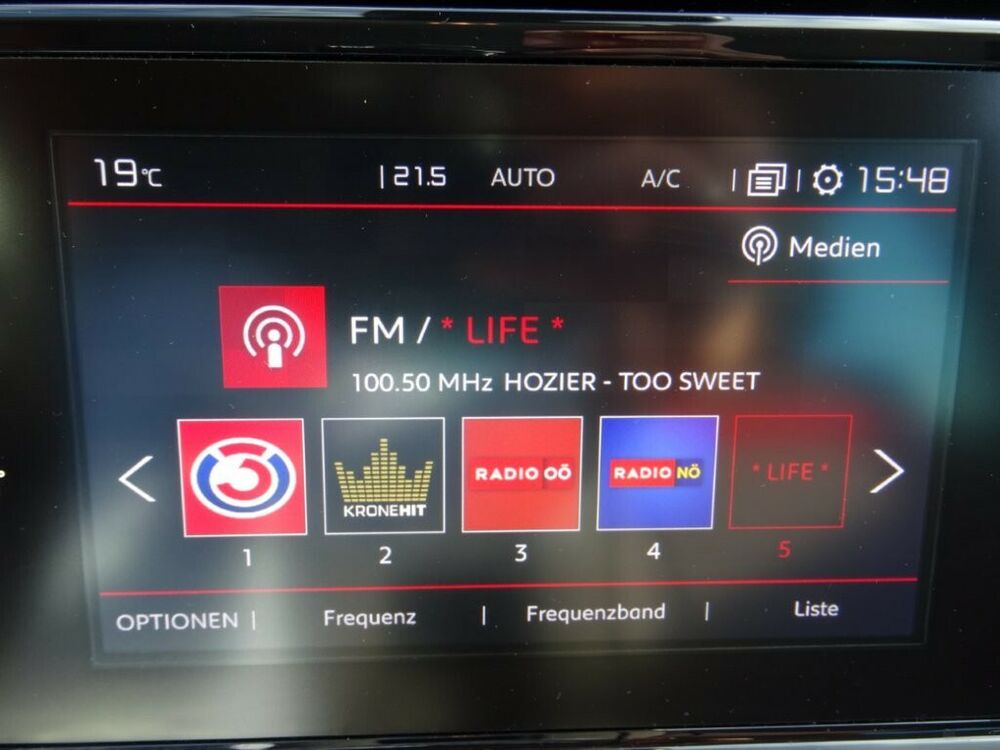 19°C | 21.5 AUTO A/C | | 15:48
Medien
FM / * LIFE *
100.50 MHz HOZIER - TOO SWEET
3 KRONEHIT RADIO OÖ RADIO NÖ * LIFE *
1 2 3 4 5
OPTIONEN | Frequenz | Frequenzband | Liste